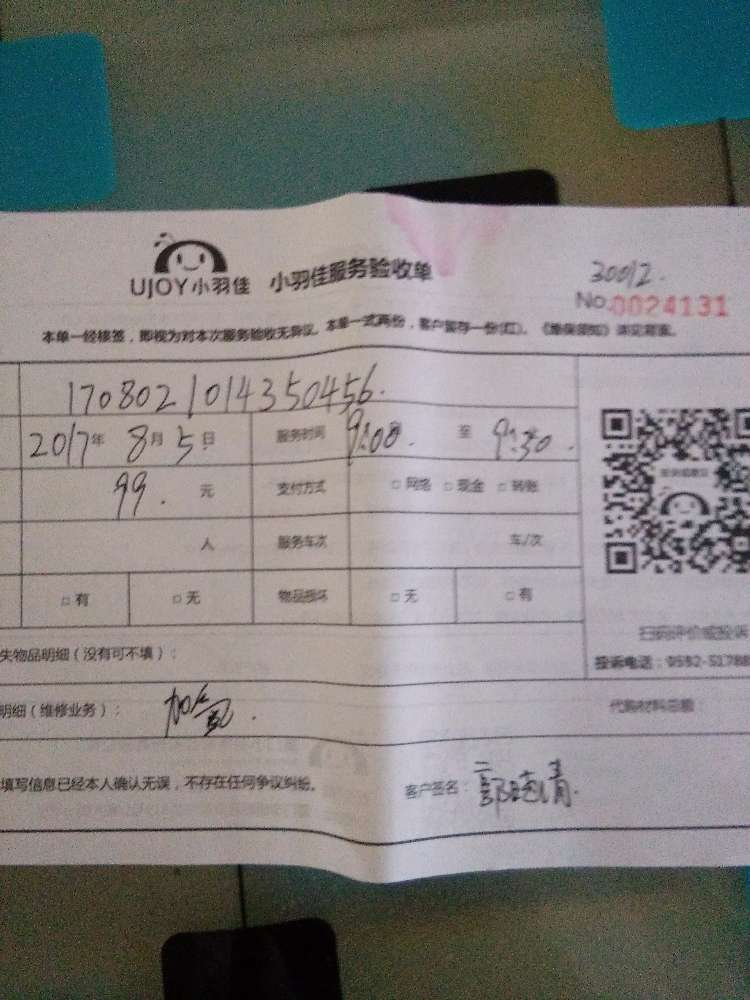 UJOY小羽佳 小羽佳服务验收单
30012.
No.0024131
本单一经核签，即视为对本次服务验收无异议。本单一式两份，客户留存一份(红)。《维保须知》详见背面。
17080210143504 56.
2017年8月5日 服务时间 9:00. 至 9:30.
99. 元 支付方式 □网络 □现金 □转账
人 服务车次 车/次
□有 □无 物品损坏 □无 □有
扫码评价或投诉
失物品明细（没有可不填）：
投诉电话：0592-51788
明细（维修业务）： 加氟. 代购材料总额
填写信息已经本人确认无误，不存在任何争议纠纷。 客户签名：郭晓清.